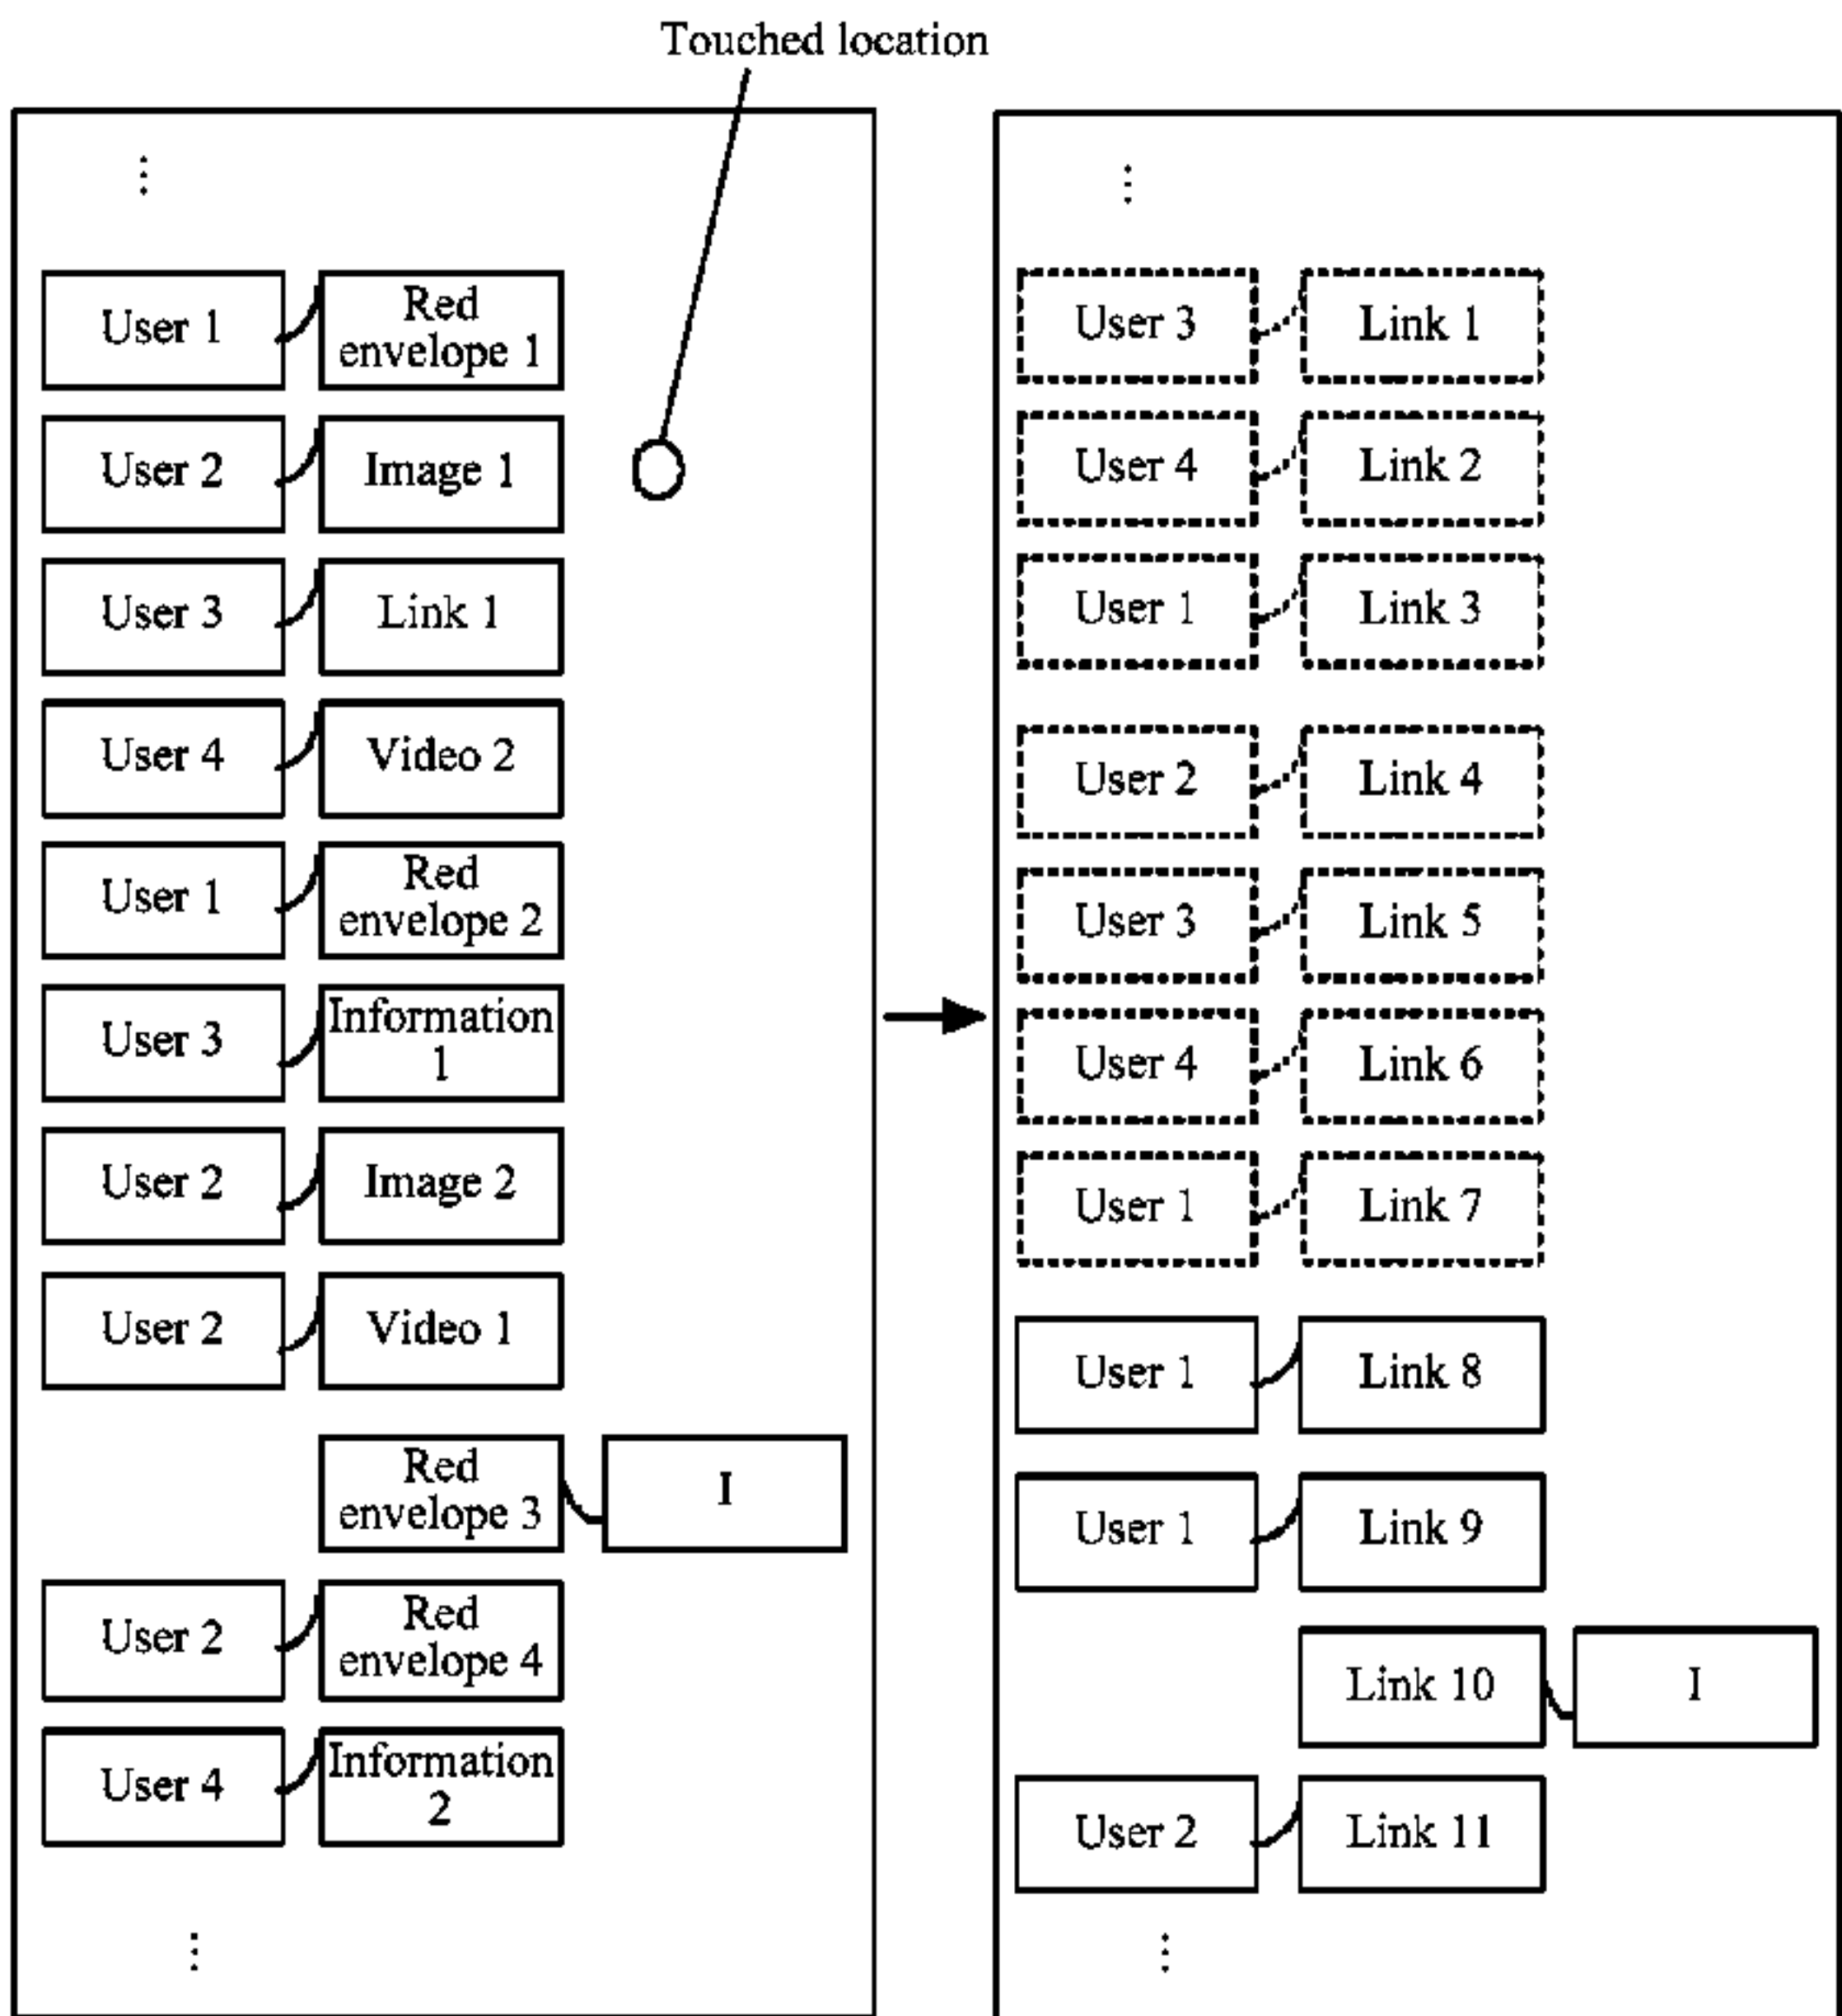 Touched location
⋮
User 1
Red
envelope 1
User 2
Image 1
User 3
Link 1
User 4
Video 2
User 1
Red
envelope 2
User 3
Information
1
User 2
Image 2
User 2
Video 1
Red
envelope 3
I
User 2
Red
envelope 4
User 4
Information
2
⋮
⋮
User 3
Link 1
User 4
Link 2
User 1
Link 3
User 2
Link 4
User 3
Link 5
User 4
Link 6
User 1
Link 7
User 1
Link 8
User 1
Link 9
Link 10
I
User 2
Link 11
⋮